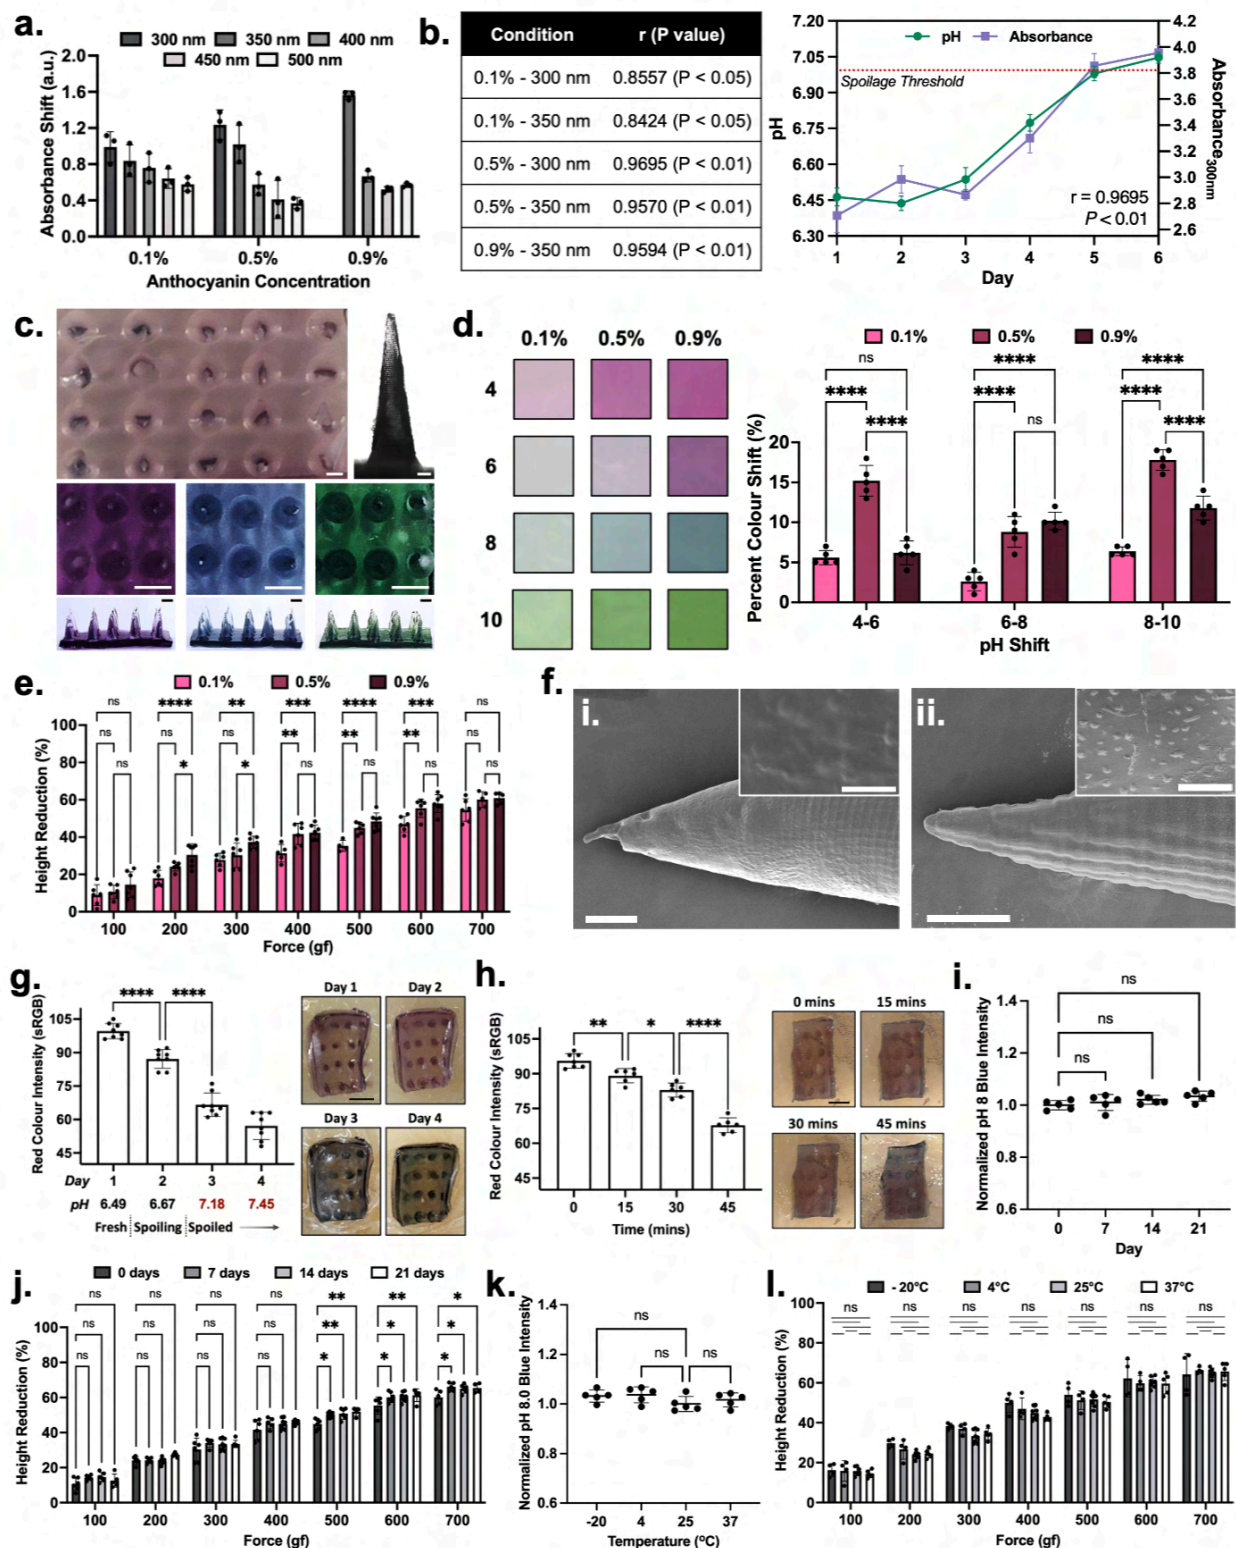 a.
300 nm 350 nm 400 nm
450 nm 500 nm
Absorbance Shift (a.u.)
2.0
1.6
1.2
0.8
0.4
0.0
0.1% 0.5% 0.9%
Anthocyanin Concentration
b.
Condition r (P value)
0.1% - 300 nm 0.8557 (P < 0.05)
0.1% - 350 nm 0.8424 (P < 0.05)
0.5% - 300 nm 0.9695 (P < 0.01)
0.5% - 350 nm 0.9570 (P < 0.01)
0.9% - 350 nm 0.9594 (P < 0.01)
pH Absorbance
Spoilage Threshold
pH
7.20
7.05
6.90
6.75
6.60
6.45
6.30
Absorbance300nm
4.2
4.0
3.8
3.6
3.4
3.2
3.0
2.8
2.6
r = 0.9695
P < 0.01
1 2 3 4 5 6
Day
c.
d.
0.1% 0.5% 0.9%
4
6
8
10
0.1% 0.5% 0.9%
ns **** ****
**** **** ****
**** ns ****
Percent Colour Shift (%)
20
15
10
5
0
4-6 6-8 8-10
pH Shift
e.
0.1% 0.5% 0.9%
ns **** ** *** **** *** ns
ns ns ns ** ** ** ns
ns * * ns ns ns ns
Height Reduction (%)
100
80
60
40
20
0
100 200 300 400 500 600 700
Force (gf)
f.
i.
ii.
g.
**** ****
Red Colour Intensity (sRGB)
105
90
75
60
45
Day 1 2 3 4
pH 6.49 6.67 7.18 7.45
Fresh Spoiling Spoiled
Day 1 Day 2
Day 3 Day 4
h.
** * ****
Red Colour Intensity (sRGB)
105
90
75
60
45
0 15 30 45
Time (mins)
0 mins 15 mins
30 mins 45 mins
i.
ns
ns
ns
Normalized pH 8 Blue Intensity
1.4
1.2
1.0
0.8
0.6
0 7 14 21
Day
j.
0 days 7 days 14 days 21 days
ns ns ns ns ** ** *
ns ns ns ns ** * *
ns ns ns ns * * *
Height Reduction (%)
100
80
60
40
20
0
100 200 300 400 500 600 700
Force (gf)
k.
ns
ns ns
Normalized pH 8.0 Blue Intensity
1.4
1.2
1.0
0.8
0.6
-20 4 25 37
Temperature (°C)
l.
- 20°C 4°C 25°C 37°C
ns ns ns ns ns ns ns
Height Reduction (%)
100
80
60
40
20
0
100 200 300 400 500 600 700
Force (gf)